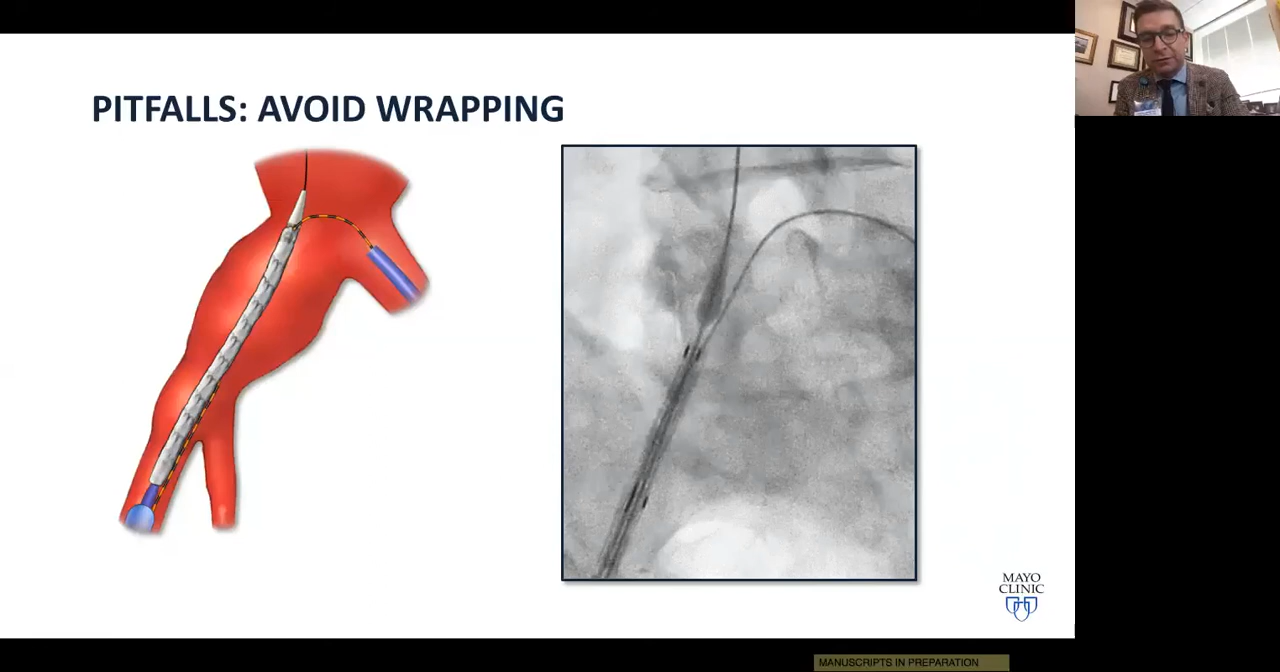 PITFALLS: AVOID WRAPPING
MAYO
CLINIC
MANUSCRIPTS IN PREPARATION